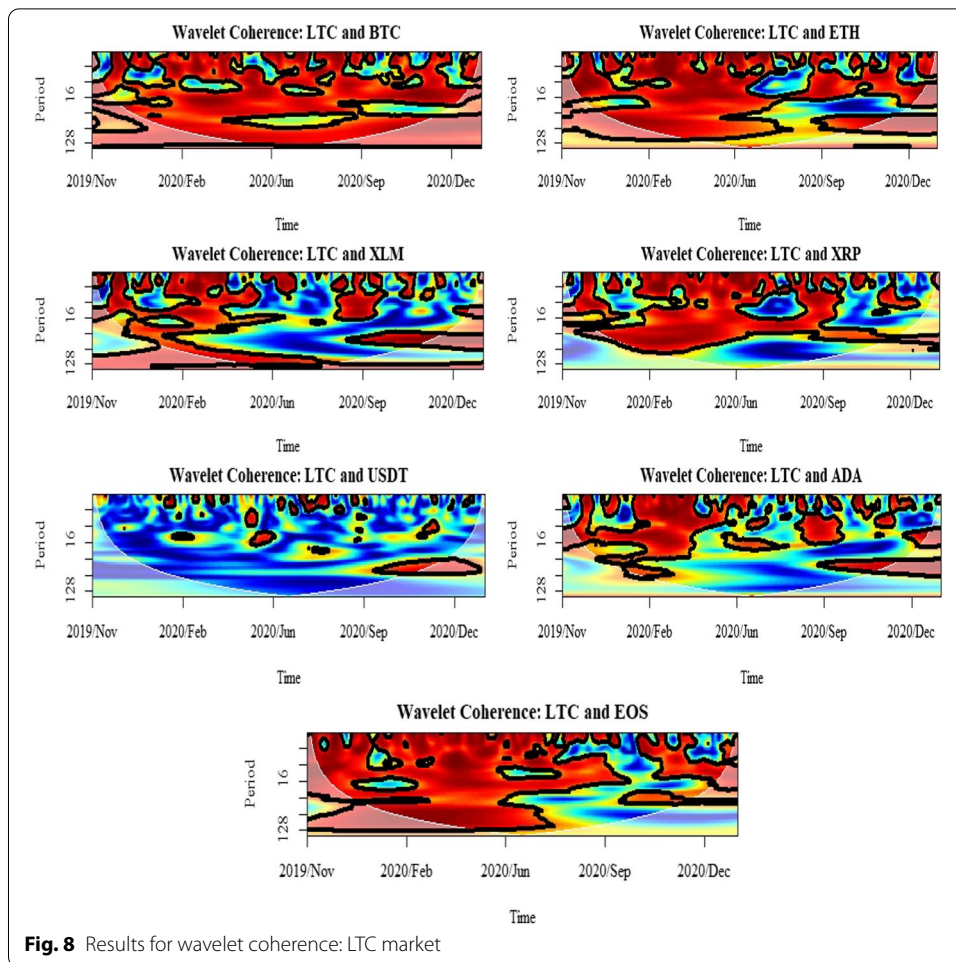 Wavelet Coherence: LTC and BTC
Period
16
128
2019/Nov 2020/Feb 2020/Jun 2020/Sep 2020/Dec
Time
Wavelet Coherence: LTC and ETH
Period
16
128
2019/Nov 2020/Feb 2020/Jun 2020/Sep 2020/Dec
Time
Wavelet Coherence: LTC and XLM
Period
16
128
2019/Nov 2020/Feb 2020/Jun 2020/Sep 2020/Dec
Time
Wavelet Coherence: LTC and XRP
Period
16
128
2019/Nov 2020/Feb 2020/Jun 2020/Sep 2020/Dec
Time
Wavelet Coherence: LTC and USDT
Period
16
128
2019/Nov 2020/Feb 2020/Jun 2020/Sep 2020/Dec
Time
Wavelet Coherence: LTC and ADA
Period
16
128
2019/Nov 2020/Feb 2020/Jun 2020/Sep 2020/Dec
Time
Wavelet Coherence: LTC and EOS
Period
16
128
2019/Nov 2020/Feb 2020/Jun 2020/Sep 2020/Dec
Time
Fig. 8 Results for wavelet coherence: LTC market